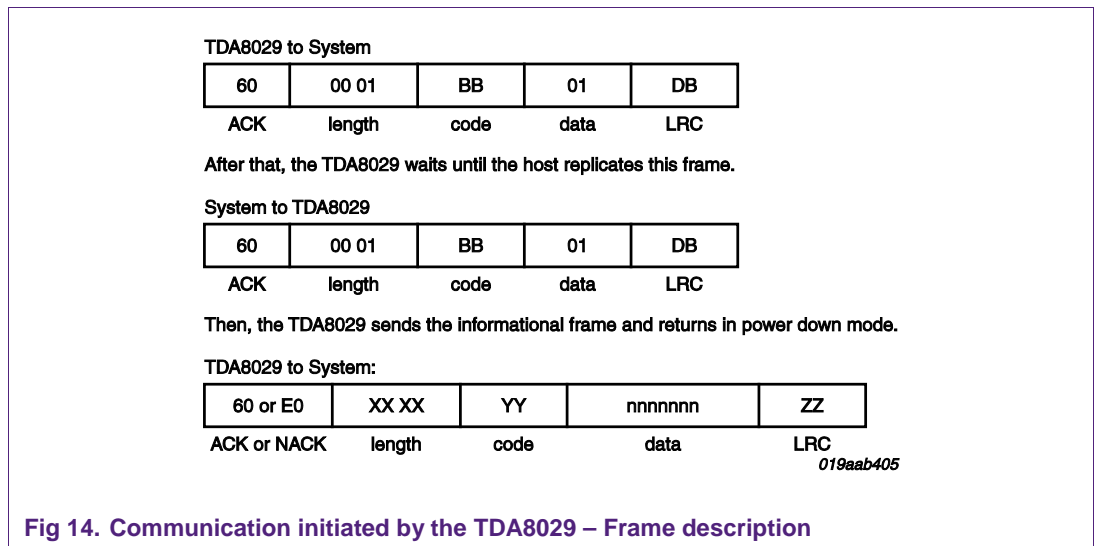 TDA8029 to System
60 00 01 BB 01 DB
ACK length code data LRC
After that, the TDA8029 waits until the host replicates this frame.
System to TDA8029
60 00 01 BB 01 DB
ACK length code data LRC
Then, the TDA8029 sends the informational frame and returns in power down mode.
TDA8029 to System:
60 or E0 XX XX YY nnnnnnn ZZ
ACK or NACK length code data LRC
019aab405
Fig 14. Communication initiated by the TDA8029 – Frame description